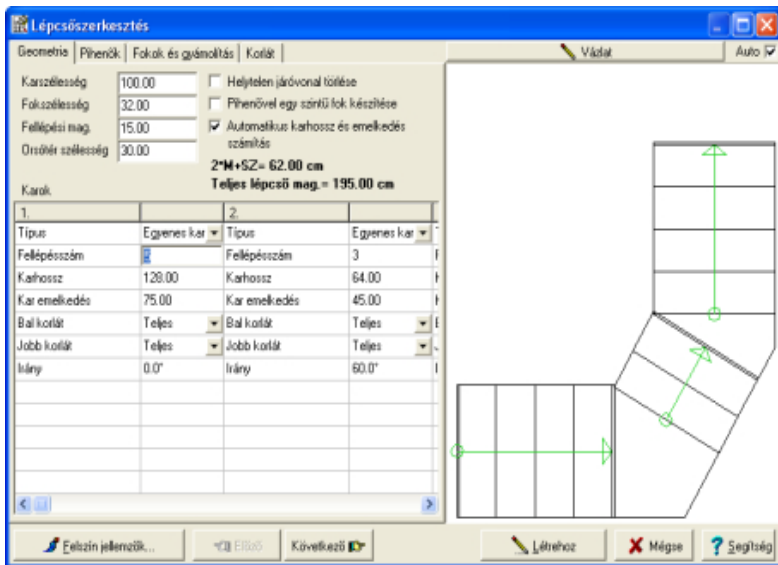 Lépcsőszerkesztés
Geometria Pihenők Fokok és gyámolítás Korlát Vázlat Auto
Karszélesség 100.00 Helytelen járóvonal törlése
Fokszélesség 32.00 Pihenővel egy szintű fok készítése
Fellépési mag. 15.00 Automatikus karhossz és emelkedés számítás
Orsótér szélesség 30.00
2*M+SZ= 62.00 cm
Teljes lépcső mag.= 195.00 cm
Karok
1. 2.
Típus Egyenes kar Típus Egyenes kar
Fellépésszám 5 Fellépésszám 3
Karhossz 128.00 Karhossz 64.00
Kar emelkedés 75.00 Kar emelkedés 45.00
Bal korlát Teljes Bal korlát Teljes
Jobb korlát Teljes Jobb korlát Teljes
Irány 0.0° Irány 60.0°
Felszín jellemzők... Előző Következő Létrehoz Mégse Segítség